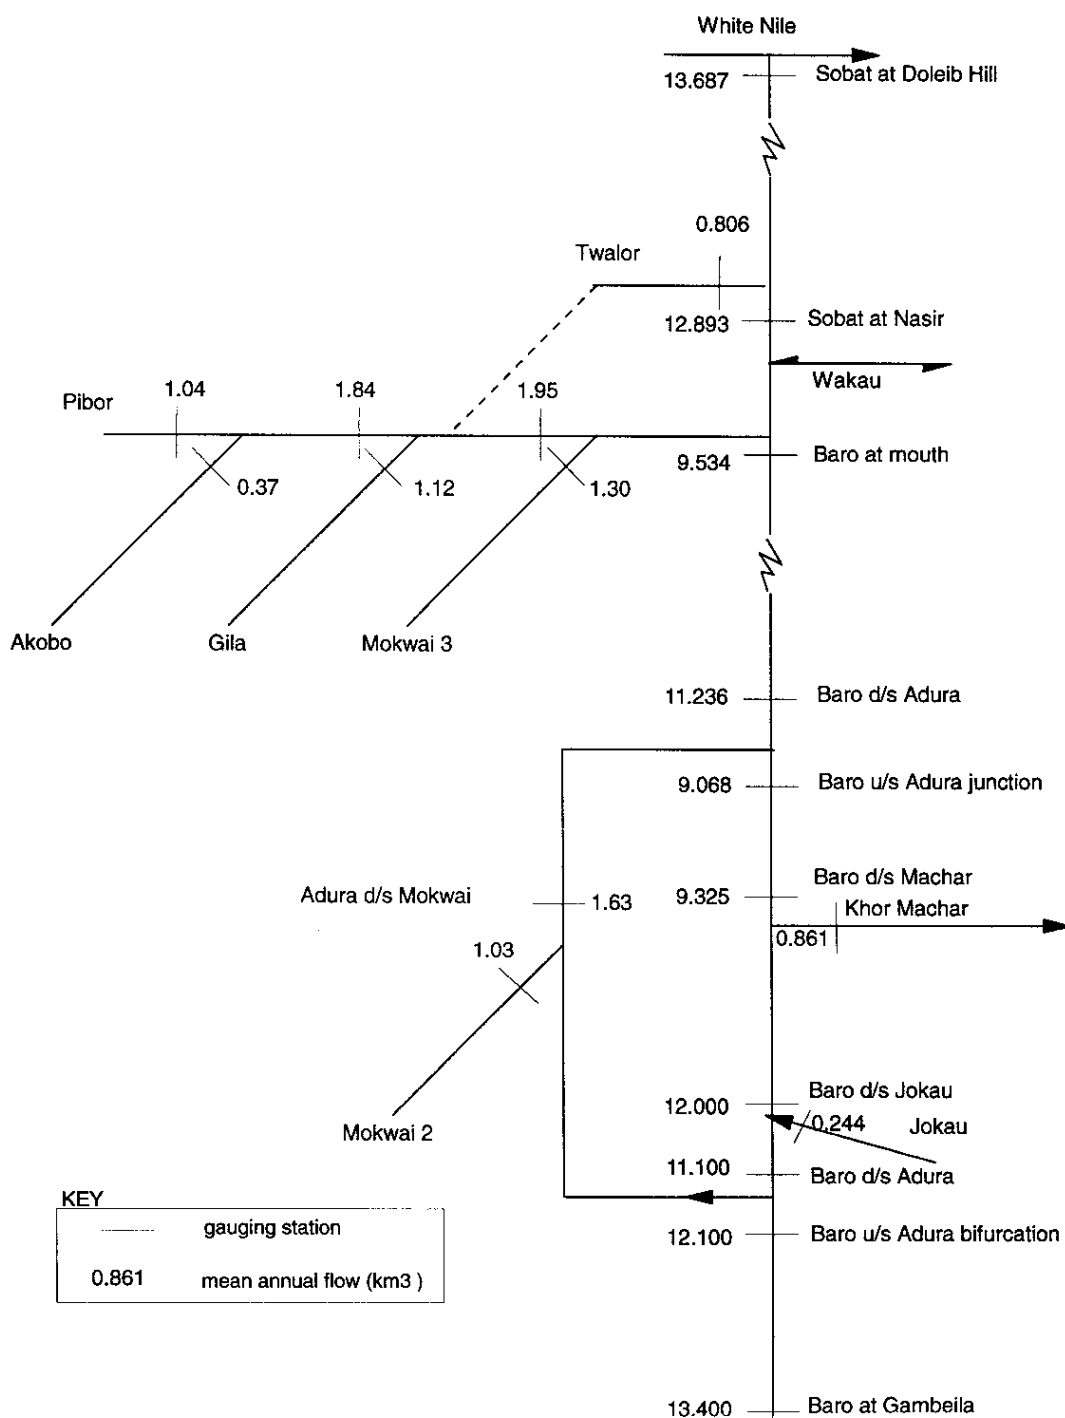 White Nile
13.687 Sobat at Doleib Hill
0.806
Twalor
12.893 Sobat at Nasir
Wakau
1.04 1.84 1.95
Pibor
9.534 Baro at mouth
0.37 1.12 1.30
Akobo Gila Mokwai 3
11.236 Baro d/s Adura
9.068 Baro u/s Adura junction
Baro d/s Machar
Adura d/s Mokwai 1.63 9.325
Khor Machar
0.861
1.03
Baro d/s Jokau
12.000
0.244 Jokau
Mokwai 2
11.100 Baro d/s Adura
KEY
gauging station
12.100 Baro u/s Adura bifurcation
0.861 mean annual flow (km3 )
13.400 Baro at Gambeila